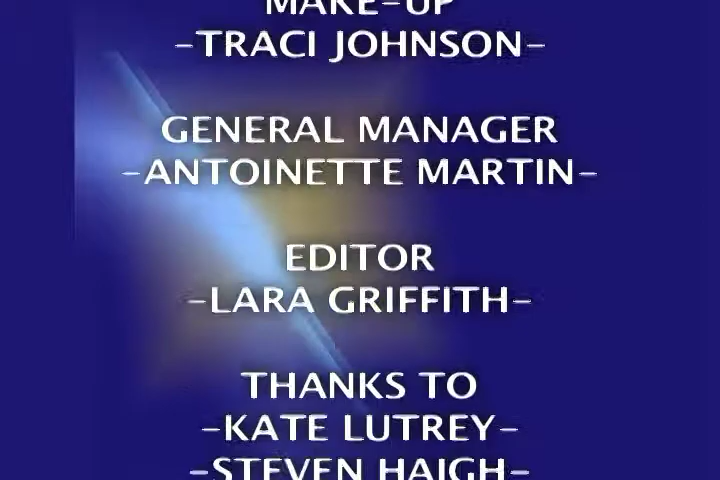 MAKE-UP
-TRACI JOHNSON-
GENERAL MANAGER
-ANTOINETTE MARTIN-
EDITOR
-LARA GRIFFITH-
THANKS TO
-KATE LUTREY-
-STEVEN HAIGH-